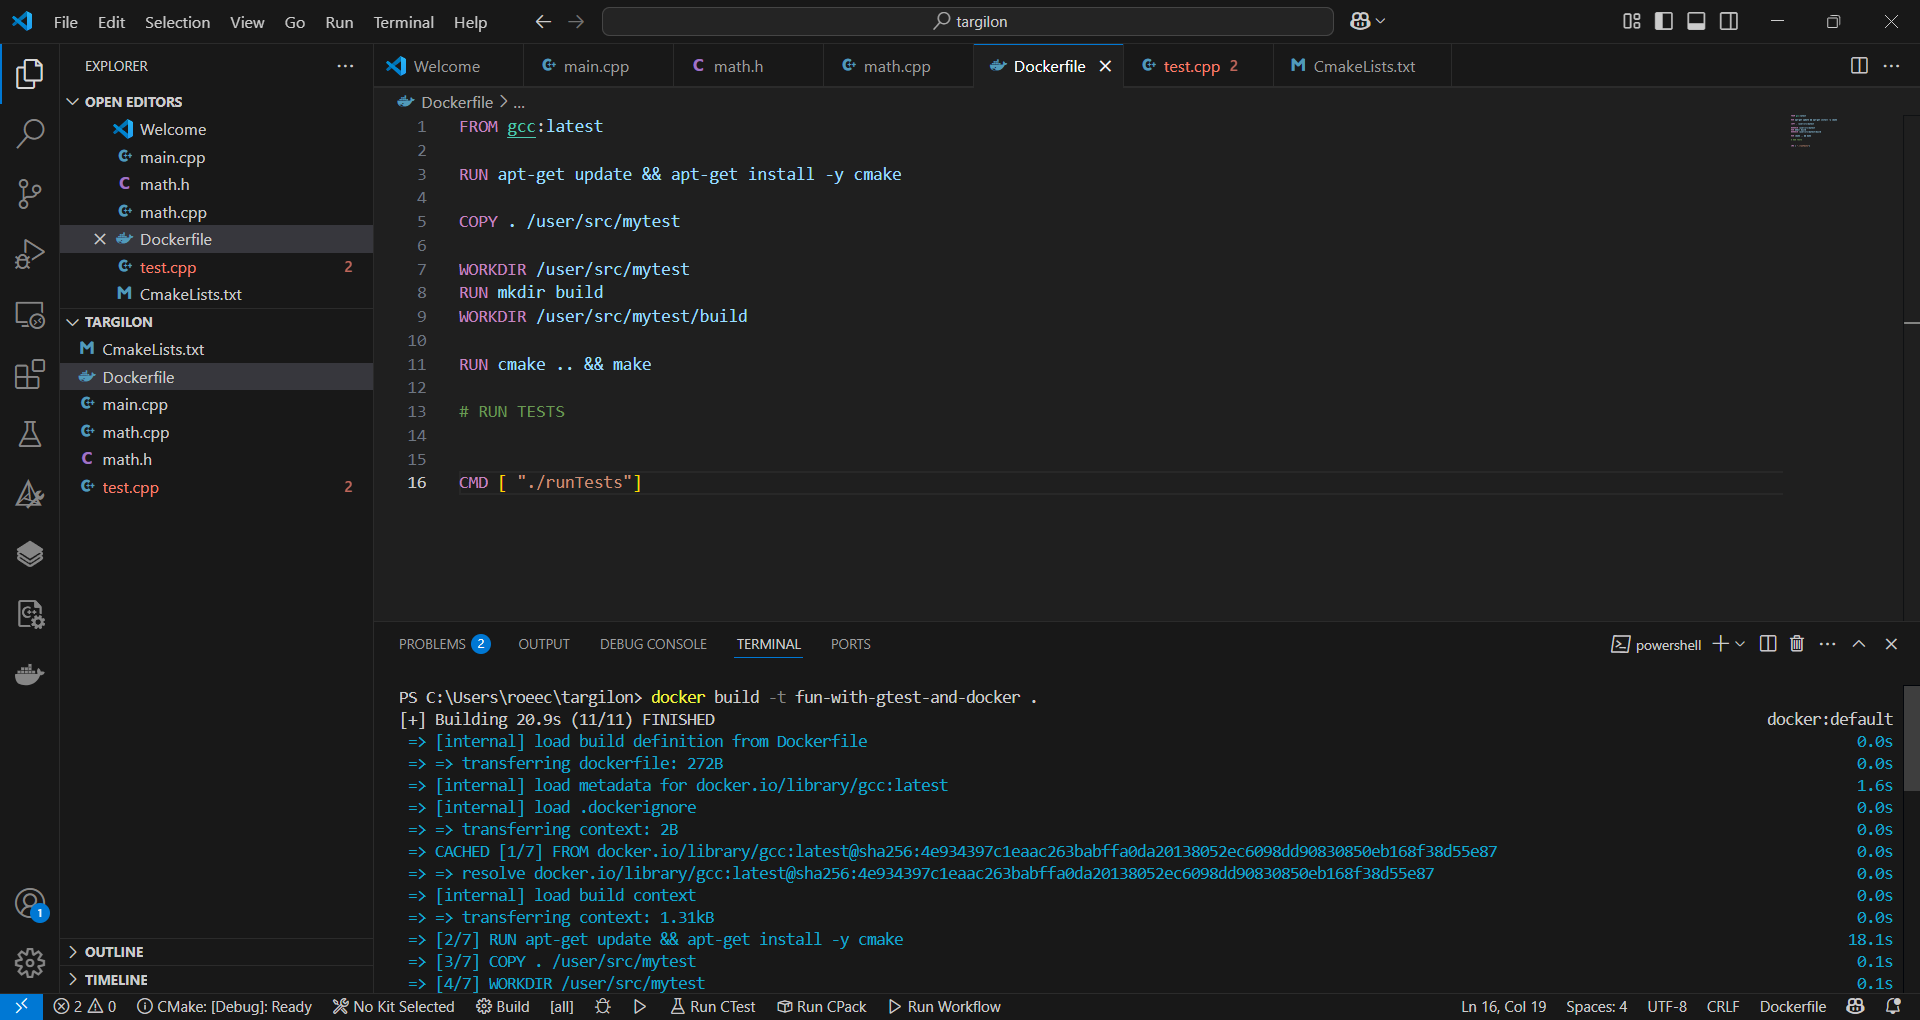 File Edit Selection View Go Run Terminal Help
targilon
EXPLORER
OPEN EDITORS
Welcome
main.cpp
math.h
math.cpp
Dockerfile
test.cpp 2
CmakeLists.txt
TARGILON
CmakeLists.txt
Dockerfile
main.cpp
math.cpp
math.h
test.cpp 2
OUTLINE
TIMELINE
Welcome main.cpp math.h math.cpp Dockerfile test.cpp 2 CmakeLists.txt
Dockerfile > ...
1 FROM gcc:latest
2
3 RUN apt-get update && apt-get install -y cmake
4
5 COPY . /user/src/mytest
6
7 WORKDIR /user/src/mytest
8 RUN mkdir build
9 WORKDIR /user/src/mytest/build
10
11 RUN cmake .. && make
12
13 # RUN TESTS
14
15
16 CMD [ "./runTests"]
PROBLEMS 2 OUTPUT DEBUG CONSOLE TERMINAL PORTS
powershell
PS C:\Users\roeec\targilon> docker build -t fun-with-gtest-and-docker .
[+] Building 20.9s (11/11) FINISHED docker:default
=> [internal] load build definition from Dockerfile 0.0s
=> => transferring dockerfile: 272B 0.0s
=> [internal] load metadata for docker.io/library/gcc:latest 1.6s
=> [internal] load .dockerignore 0.0s
=> => transferring context: 2B 0.0s
=> CACHED [1/7] FROM docker.io/library/gcc:latest@sha256:4e934397c1eaac263babffa0da20138052ec6098dd90830850eb168f38d55e87 0.0s
=> => resolve docker.io/library/gcc:latest@sha256:4e934397c1eaac263babffa0da20138052ec6098dd90830850eb168f38d55e87 0.0s
=> [internal] load build context 0.0s
=> => transferring context: 1.31kB 0.0s
=> [2/7] RUN apt-get update && apt-get install -y cmake 18.1s
=> [3/7] COPY . /user/src/mytest 0.1s
=> [4/7] WORKDIR /user/src/mytest 0.1s
1
2 0 CMake: [Debug]: Ready No Kit Selected Build [all] Run CTest Run CPack Run Workflow Ln 16, Col 19 Spaces: 4 UTF-8 CRLF Dockerfile